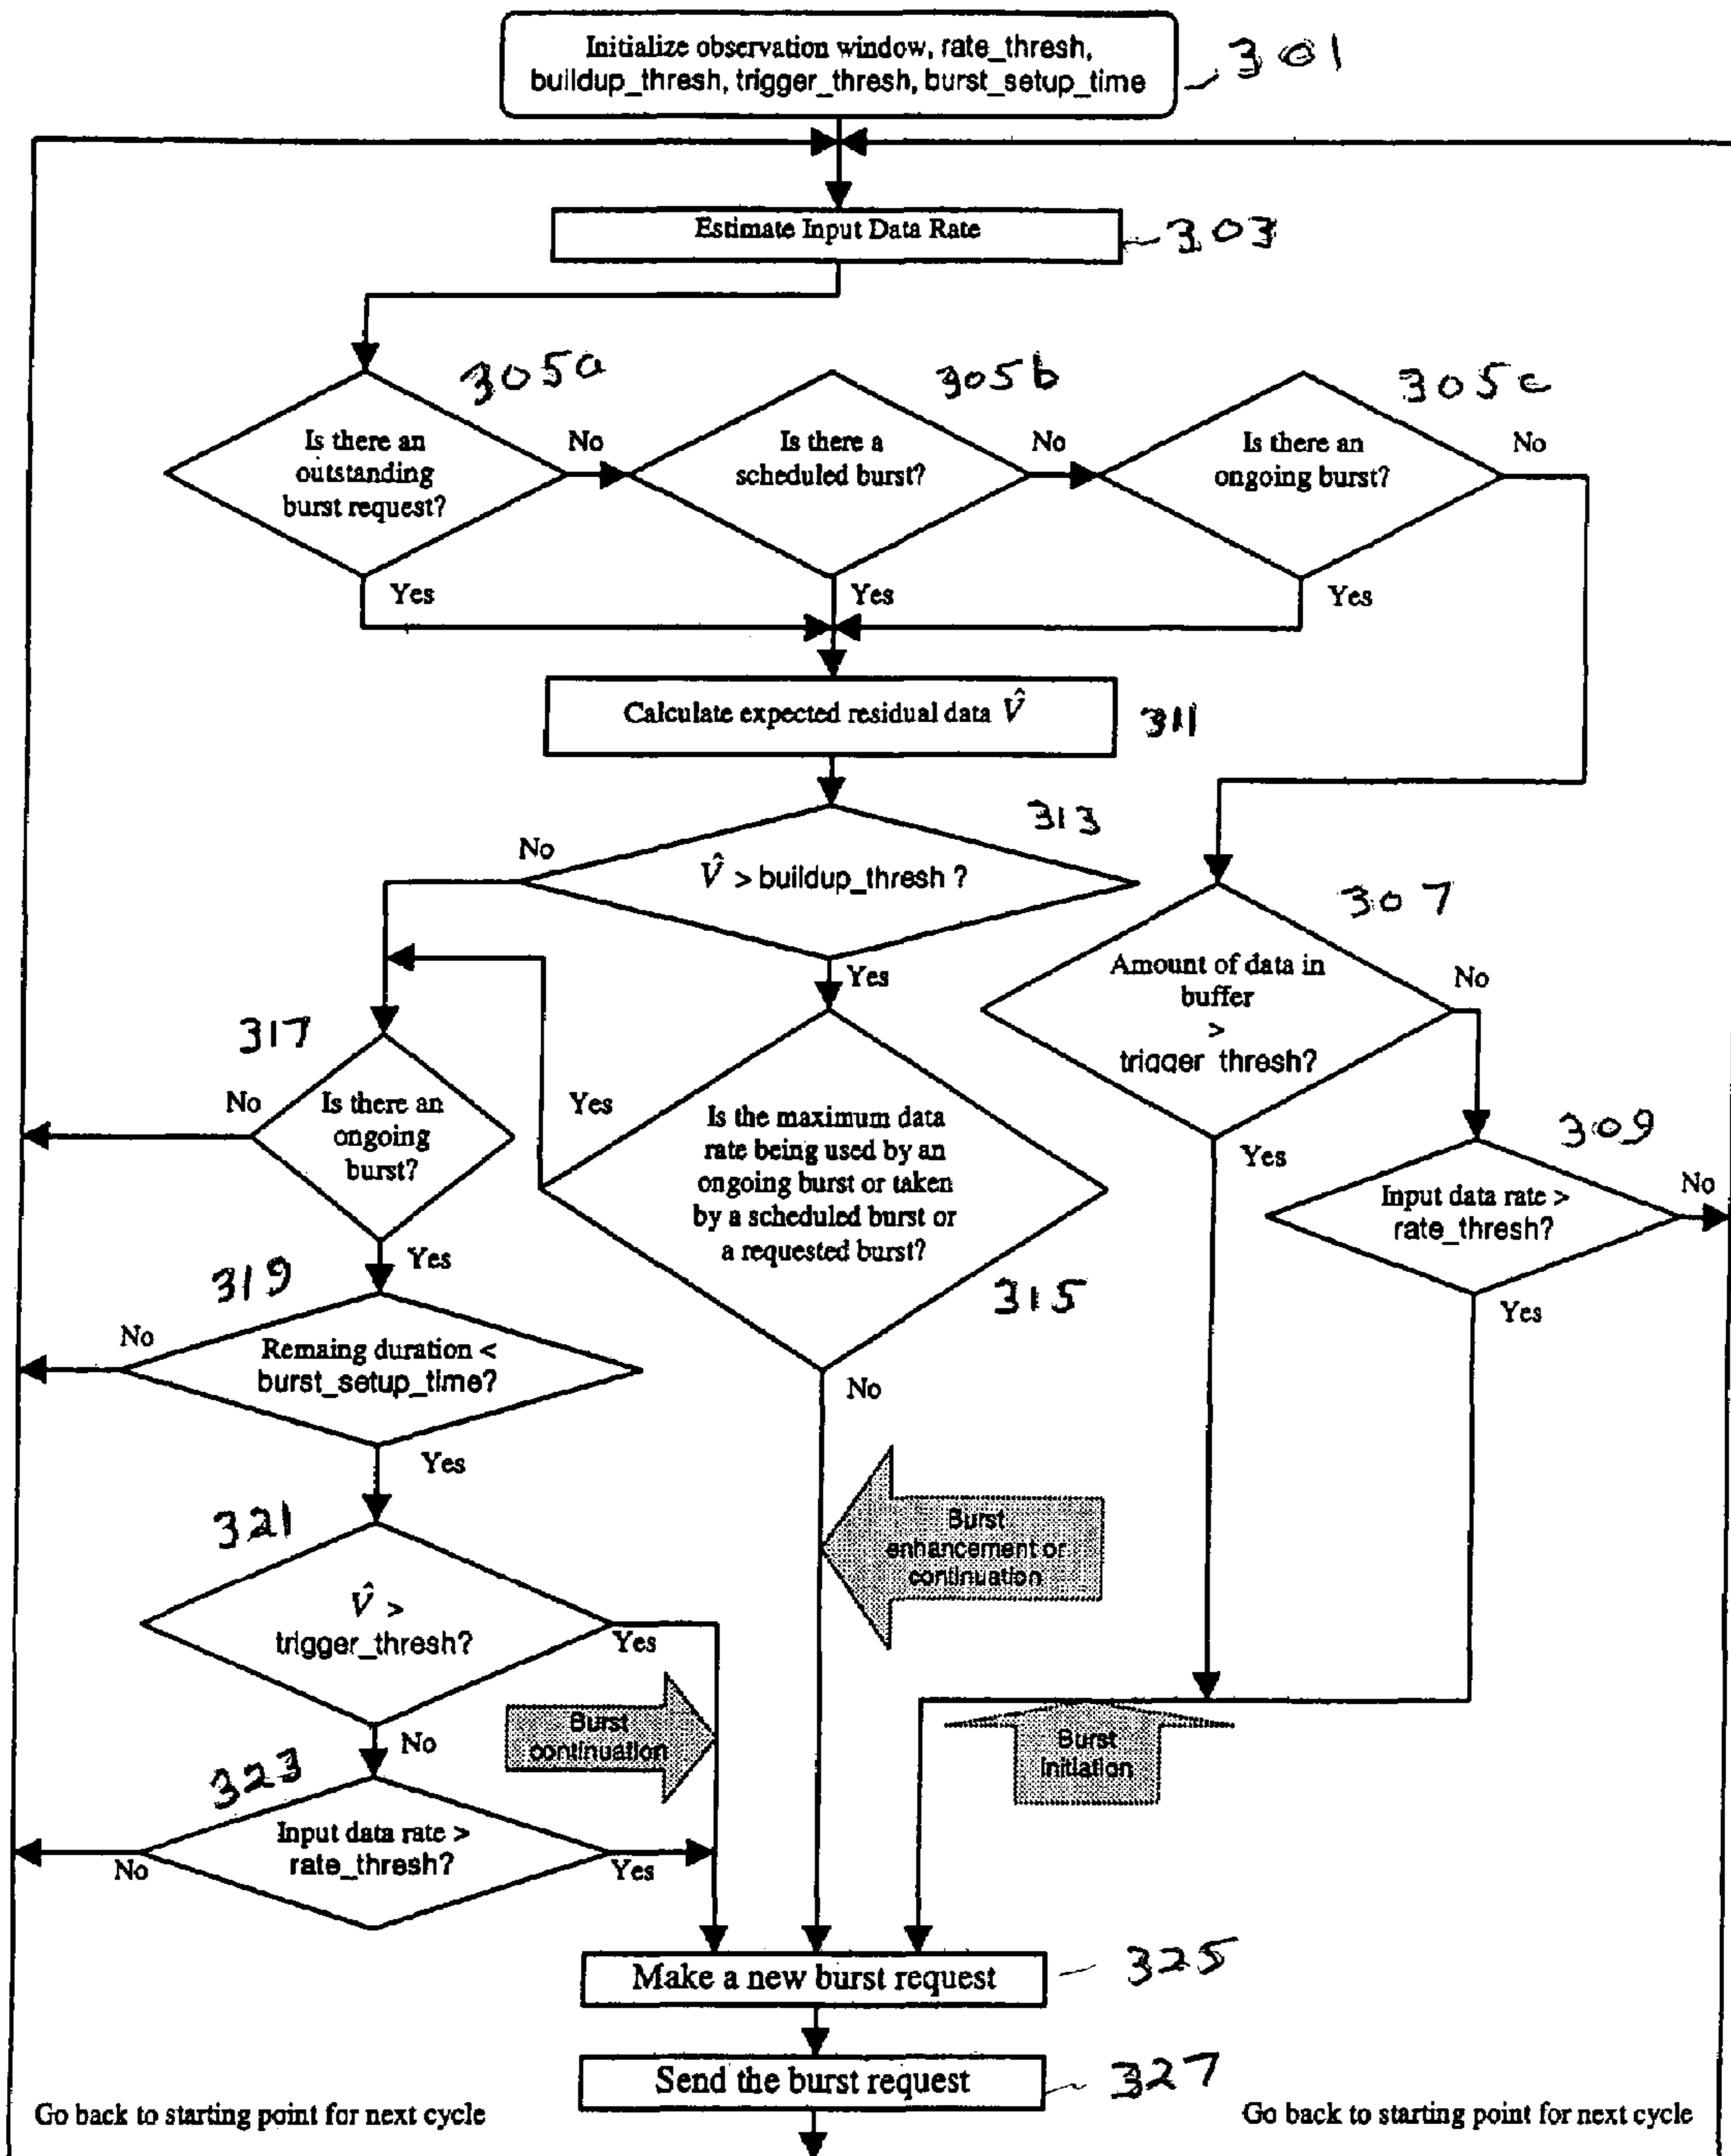 Initialize observation window, rate_thresh,
buildup_thresh, trigger_thresh, burst_setup_time
301
Estimate Input Data Rate
303
305a
305b
305c
Is there an
outstanding
burst request?
No
Is there a
scheduled burst?
No
Is there an
ongoing burst?
No
Yes
Yes
Yes
Calculate expected residual data V̂
311
313
No
V̂ > buildup_thresh ?
Yes
307
Amount of data in
buffer
>
trigger_thresh?
No
Yes
317
No
Is there an
ongoing
burst?
Yes
Yes
Is the maximum data
rate being used by an
ongoing burst or taken
by a scheduled burst or
a requested burst?
315
No
309
Input data rate >
rate_thresh?
No
Yes
319
No
Remaing duration <
burst_setup_time?
Yes
Burst
enhancement or
continuation
321
V̂ >
trigger_thresh?
Yes
No
Burst
continuation
Burst
initiation
323
Input data rate >
rate_thresh?
No
Yes
Make a new burst request
325
Send the burst request
327
Go back to starting point for next cycle
Go back to starting point for next cycle